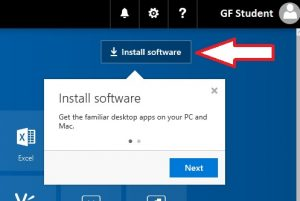 GF Student
Install software
Install software
Get the familiar desktop apps on your PC and
Mac.
Next
Excel